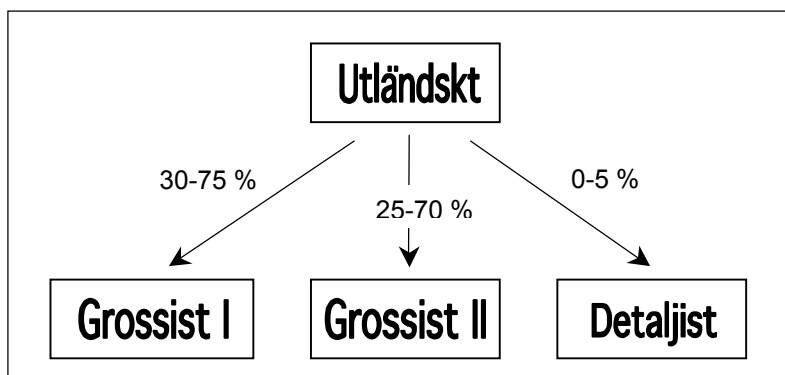 Utländskt
30-75 %
0-5 %
25-70 %
Grossist I
Grossist II
Detaljist